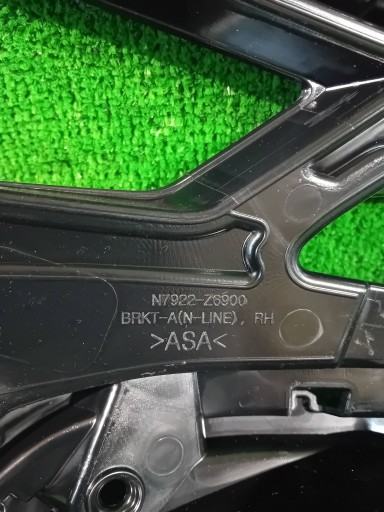 N7922-Z6900
BRKT-A(N-LINE), RH
>ASA<